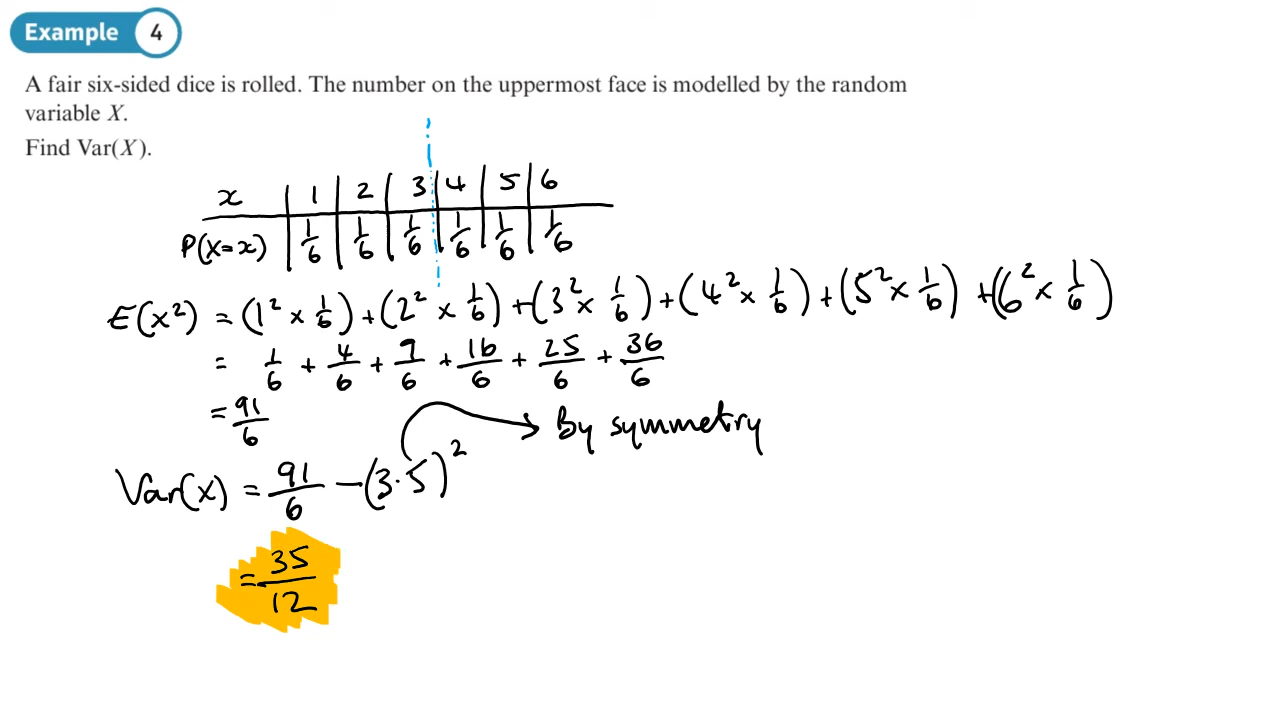 Example 4
A fair six-sided dice is rolled. The number on the uppermost face is modelled by the random
variable X.
Find Var(X).
x | 1 | 2 | 3 | 4 | 5 | 6
P(X=x) | 1/6 | 1/6 | 1/6 | 1/6 | 1/6 | 1/6
E(X²) = (1² × 1/6) + (2² × 1/6) + (3² × 1/6) + (4² × 1/6) + (5² × 1/6) + (6² × 1/6)
= 1/6 + 4/6 + 9/6 + 16/6 + 25/6 + 36/6
= 91/6
By symmetry
Var(X) = 91/6 − (3.5)²
= 35/12